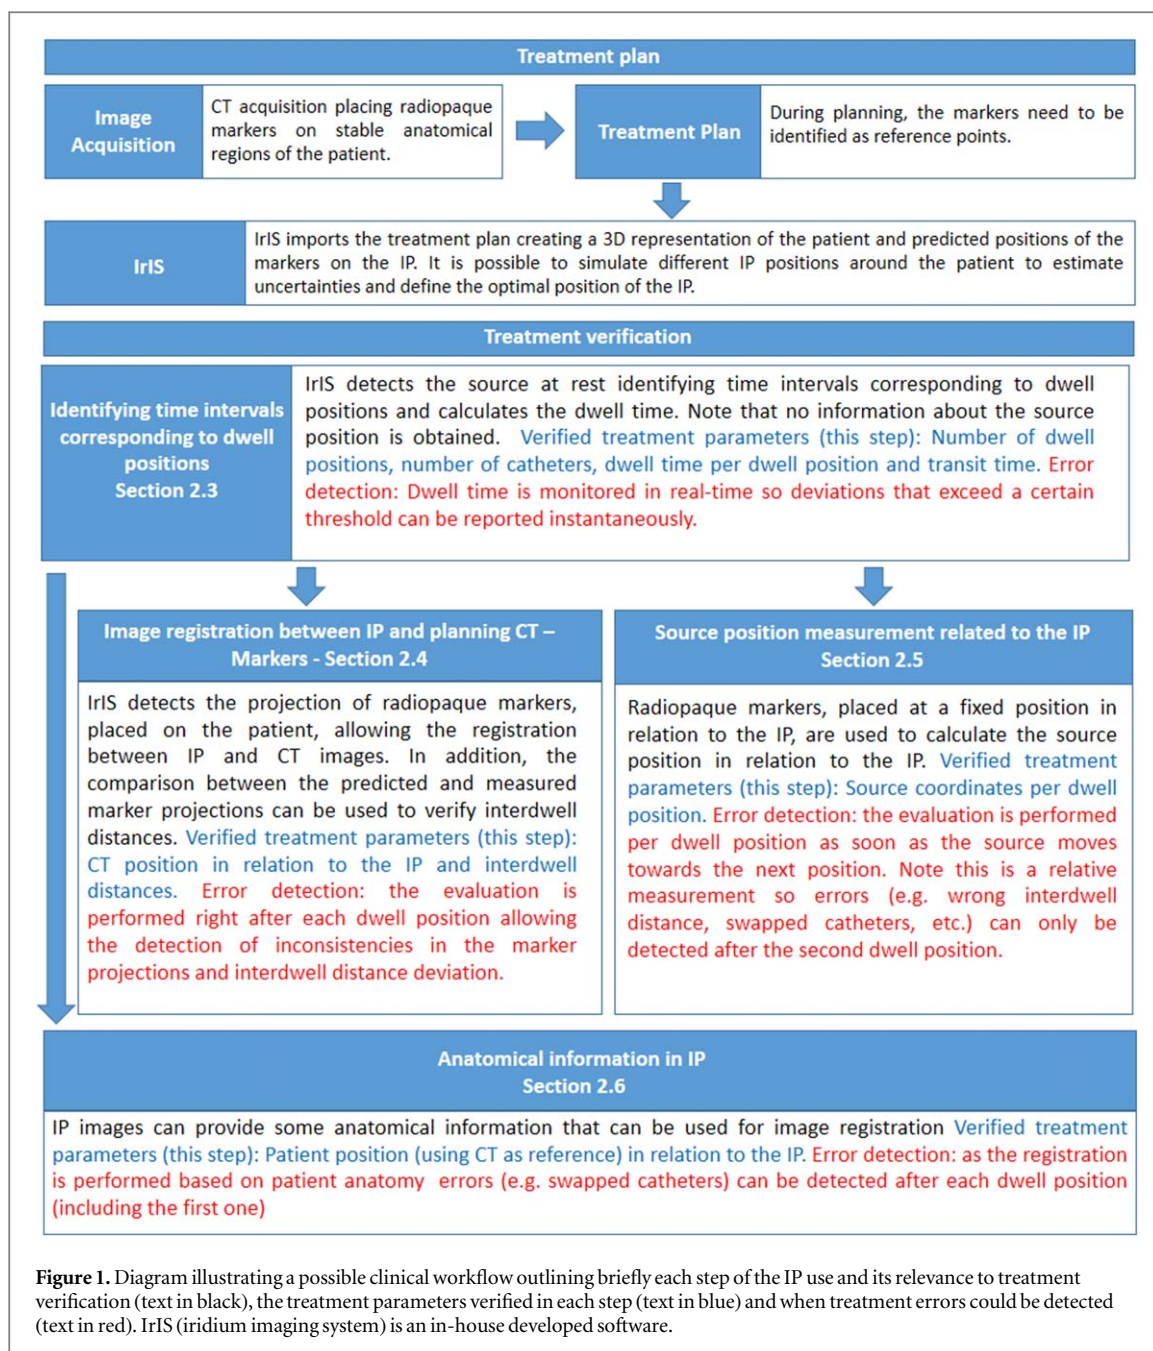 Treatment plan
Image
Acquisition
CT acquisition placing radiopaque
markers on stable anatomical
regions of the patient.
Treatment Plan
During planning, the markers need to be
identified as reference points.
IrIS
IrIS imports the treatment plan creating a 3D representation of the patient and predicted positions of the
markers on the IP. It is possible to simulate different IP positions around the patient to estimate
uncertainties and define the optimal position of the IP.
Treatment verification
Identifying time intervals
corresponding to dwell
positions
Section 2.3
IrIS detects the source at rest identifying time intervals corresponding to dwell
positions and calculates the dwell time. Note that no information about the source
position is obtained. Verified treatment parameters (this step): Number of dwell
positions, number of catheters, dwell time per dwell position and transit time. Error
detection: Dwell time is monitored in real-time so deviations that exceed a certain
threshold can be reported instantaneously.
Image registration between IP and planning CT –
Markers - Section 2.4
IrIS detects the projection of radiopaque markers,
placed on the patient, allowing the registration
between IP and CT images. In addition, the
comparison between the predicted and measured
marker projections can be used to verify interdwell
distances. Verified treatment parameters (this step):
CT position in relation to the IP and interdwell
distances. Error detection: the evaluation is
performed right after each dwell position allowing
the detection of inconsistencies in the marker
projections and interdwell distance deviation.
Source position measurement related to the IP
Section 2.5
Radiopaque markers, placed at a fixed position in
relation to the IP, are used to calculate the source
position in relation to the IP. Verified treatment
parameters (this step): Source coordinates per dwell
position. Error detection: the evaluation is performed
per dwell position as soon as the source moves
towards the next position. Note this is a relative
measurement so errors (e.g. wrong interdwell
distance, swapped catheters, etc.) can only be
detected after the second dwell position.
Anatomical information in IP
Section 2.6
IP images can provide some anatomical information that can be used for image registration Verified treatment
parameters (this step): Patient position (using CT as reference) in relation to the IP. Error detection: as the registration
is performed based on patient anatomy errors (e.g. swapped catheters) can be detected after each dwell position
(including the first one)
Figure 1. Diagram illustrating a possible clinical workflow outlining briefly each step of the IP use and its relevance to treatment
verification (text in black), the treatment parameters verified in each step (text in blue) and when treatment errors could be detected
(text in red). IrIS (iridium imaging system) is an in-house developed software.